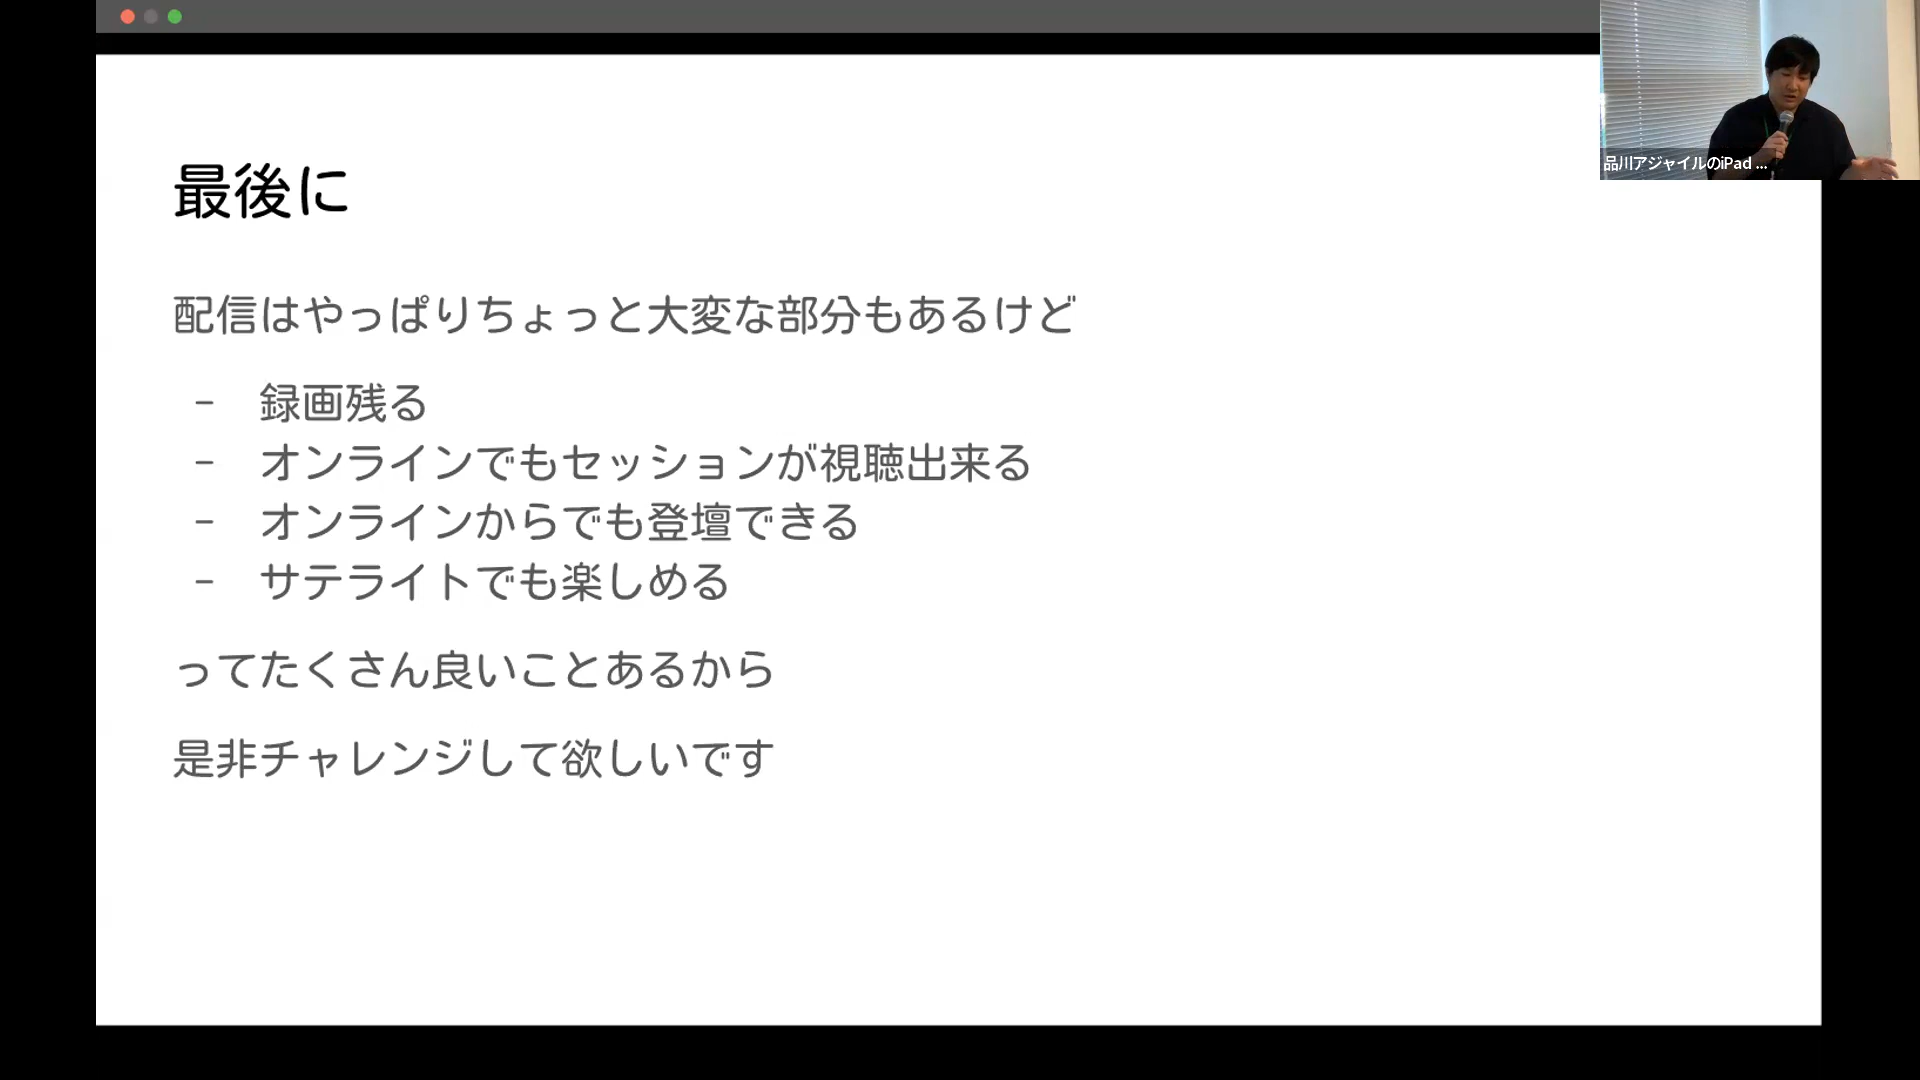 最後に
配信はやっぱりちょっと大変な部分もあるけど
- 録画残る
- オンラインでもセッションが視聴出来る
- オンラインからでも登壇できる
- サテライトでも楽しめる
ってたくさん良いことあるから
是非チャレンジして欲しいです
品川アジャイルのiPad ...